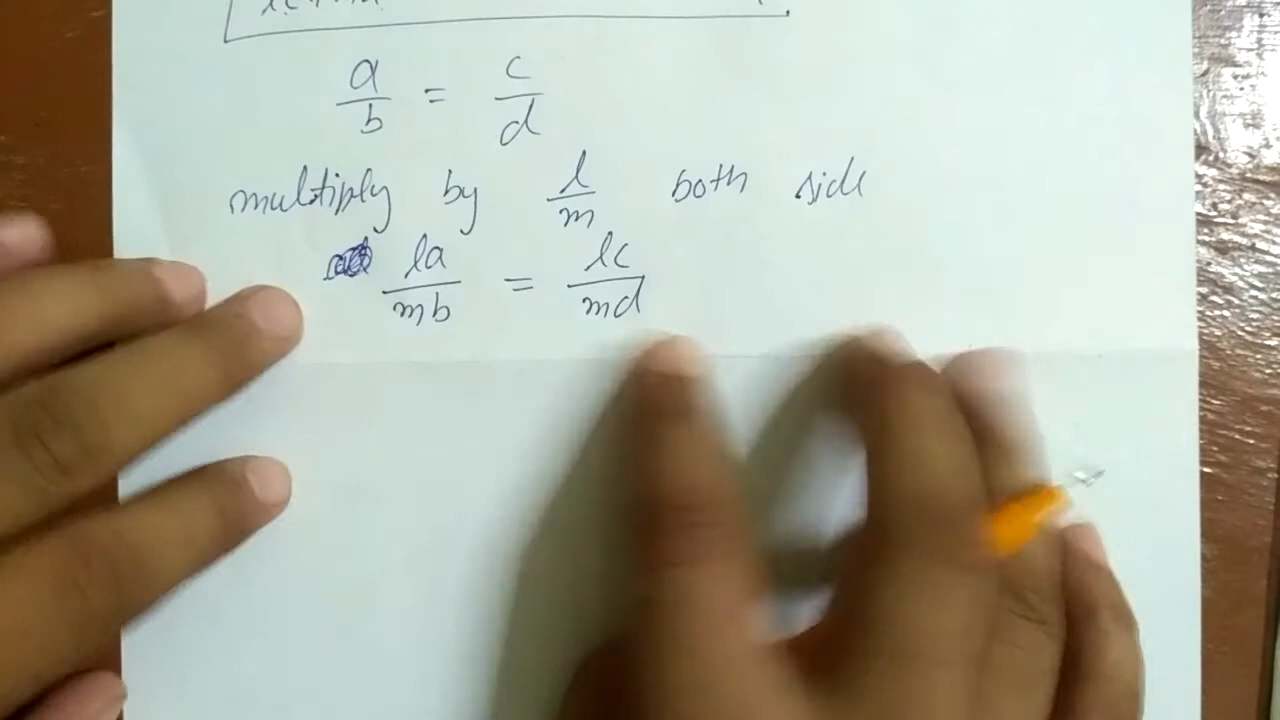 a/b = c/d
multiply by l/m both side
la/mb = lc/md